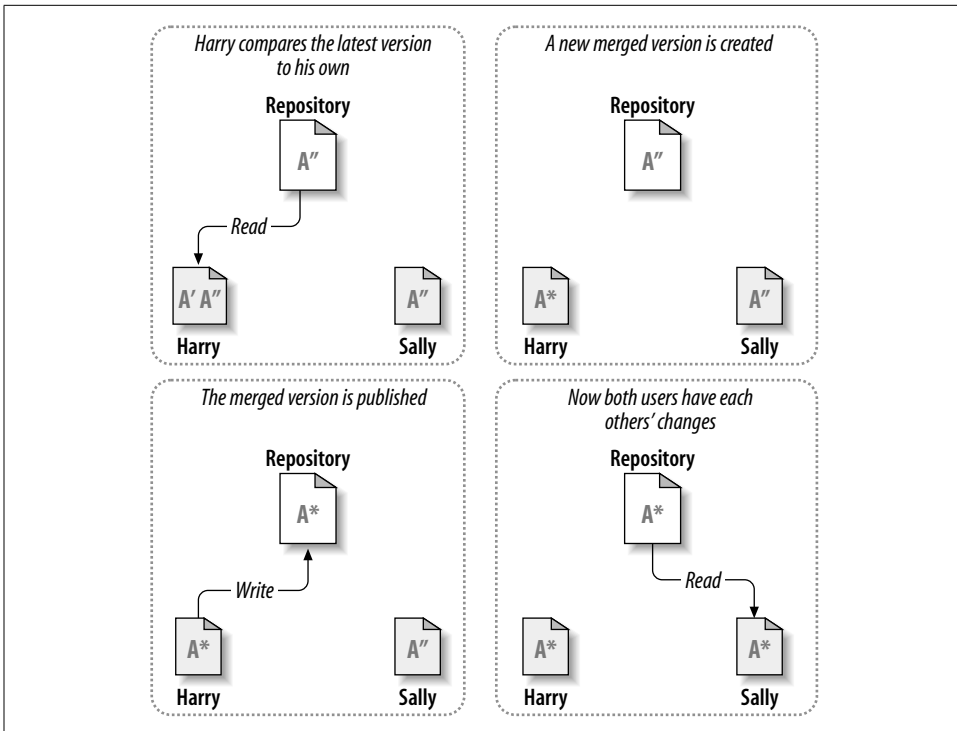 Harry compares the latest version
to his own
Repository
A″
Read
A′ A″
A″
Harry
Sally
A new merged version is created
Repository
A″
A*
A″
Harry
Sally
The merged version is published
Repository
A*
Write
A*
A″
Harry
Sally
Now both users have each
others’ changes
Repository
A*
Read
A*
A*
Harry
Sally